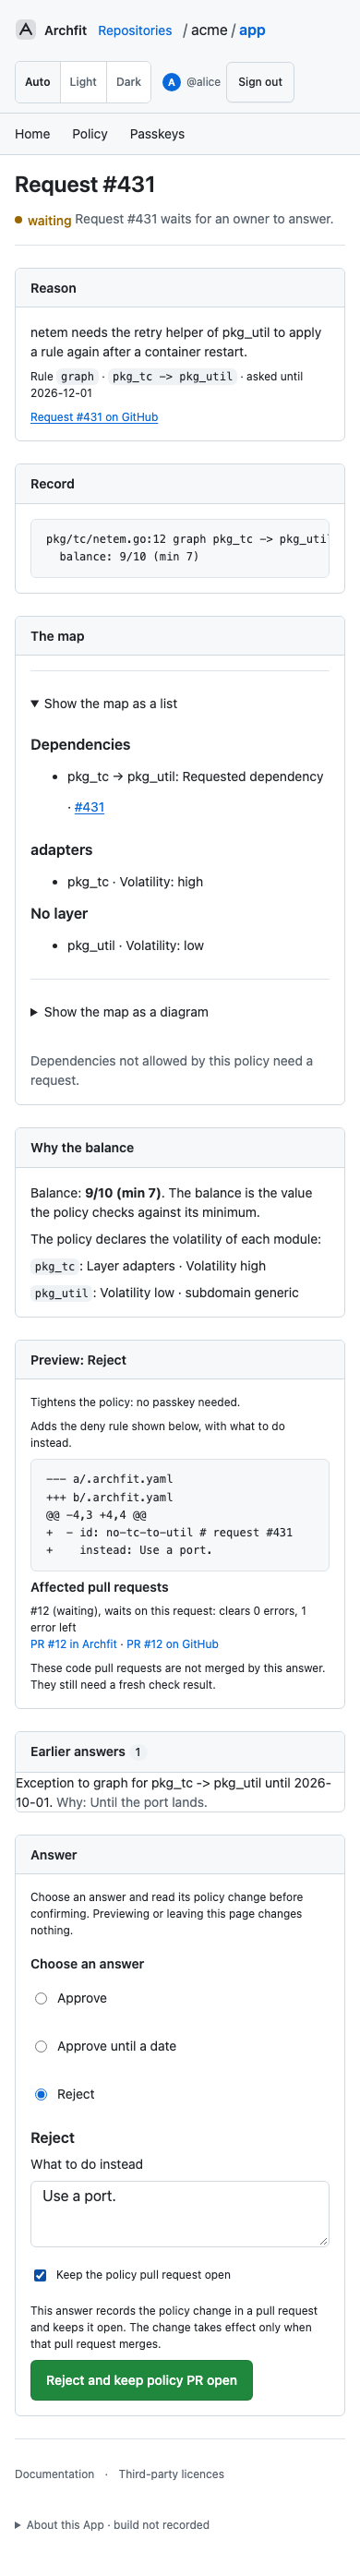 Archfit Repositories / acme / app
Auto Light Dark A @alice Sign out
Home Policy Passkeys
Request #431
waiting Request #431 waits for an owner to answer.
Reason
netem needs the retry helper of pkg_util to apply
a rule again after a container restart.
Rule graph · pkg_tc -> pkg_util · asked until
2026-12-01
Request #431 on GitHub
Record
pkg/tc/netem.go:12 graph pkg_tc -> pkg_util
balance: 9/10 (min 7)
The map
▼ Show the map as a list
Dependencies
• pkg_tc → pkg_util: Requested dependency
· #431
adapters
• pkg_tc · Volatility: high
No layer
• pkg_util · Volatility: low
▶ Show the map as a diagram
Dependencies not allowed by this policy need a
request.
Why the balance
Balance: 9/10 (min 7). The balance is the value
the policy checks against its minimum.
The policy declares the volatility of each module:
pkg_tc: Layer adapters · Volatility high
pkg_util: Volatility low · subdomain generic
Preview: Reject
Tightens the policy: no passkey needed.
Adds the deny rule shown below, with what to do
instead.
--- a/.archfit.yaml
+++ b/.archfit.yaml
@@ -4,3 +4,4 @@
+  - id: no-tc-to-util # request #431
+    instead: Use a port.
Affected pull requests
#12 (waiting), waits on this request: clears 0 errors, 1
error left
PR #12 in Archfit · PR #12 on GitHub
These code pull requests are not merged by this answer.
They still need a fresh check result.
Earlier answers 1
Exception to graph for pkg_tc -> pkg_util until 2026-
10-01. Why: Until the port lands.
Answer
Choose an answer and read its policy change before
confirming. Previewing or leaving this page changes
nothing.
Choose an answer
Approve
Approve until a date
Reject
Reject
What to do instead
Use a port.
Keep the policy pull request open
This answer records the policy change in a pull request
and keeps it open. The change takes effect only when
that pull request merges.
Reject and keep policy PR open
Documentation · Third-party licences
▶ About this App · build not recorded